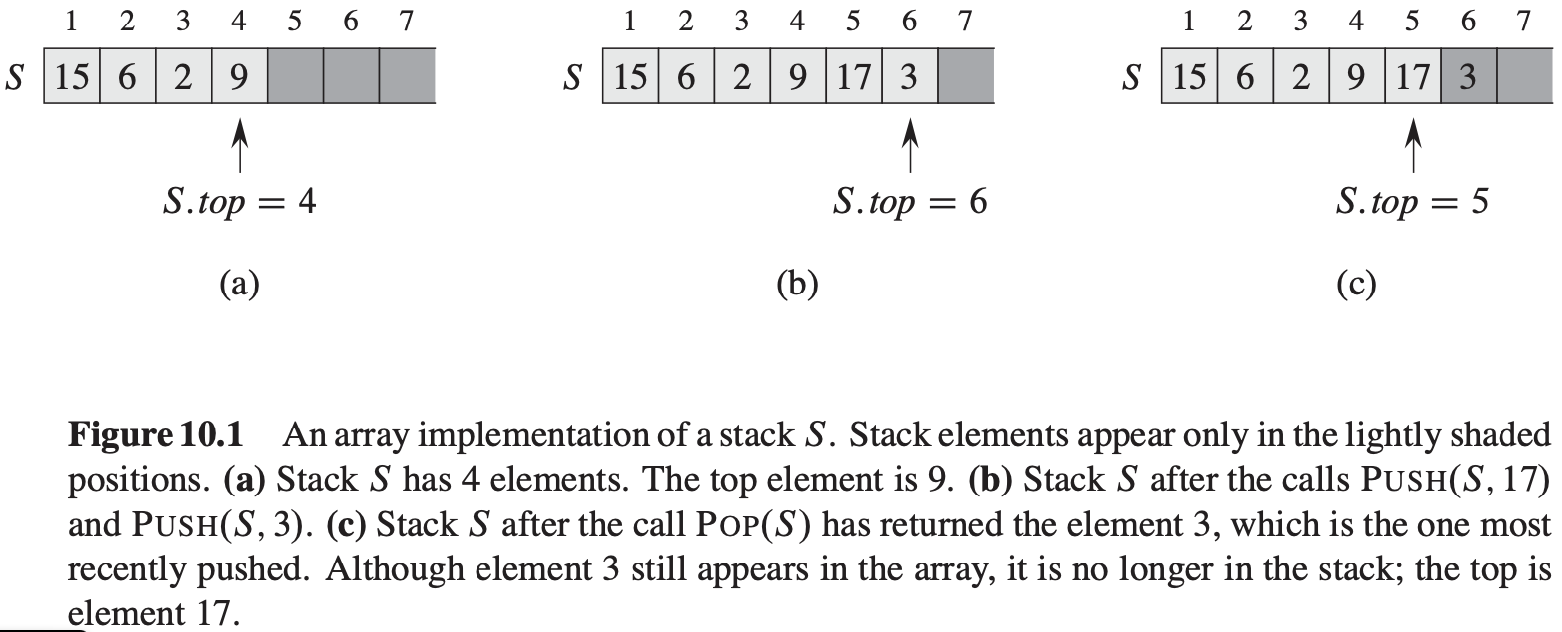 1 2 3 4 5 6 7
S 15 6 2 9
S.top = 4
(a)
1 2 3 4 5 6 7
S 15 6 2 9 17 3
S.top = 6
(b)
1 2 3 4 5 6 7
S 15 6 2 9 17 3
S.top = 5
(c)
Figure 10.1 An array implementation of a stack S. Stack elements appear only in the lightly shaded
positions. (a) Stack S has 4 elements. The top element is 9. (b) Stack S after the calls PUSH(S, 17)
and PUSH(S, 3). (c) Stack S after the call POP(S) has returned the element 3, which is the one most
recently pushed. Although element 3 still appears in the array, it is no longer in the stack; the top is
element 17.